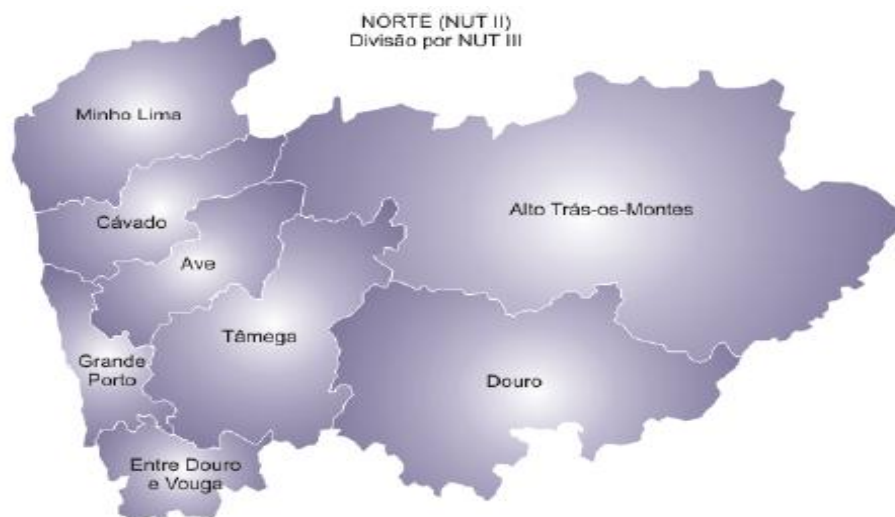 NORTE (NUT II)
Divisão por NUT III
Minho Lima
Cávado
Alto Trás-os-Montes
Ave
Tâmega
Grande
Porto
Douro
Entre Douro
e Vouga